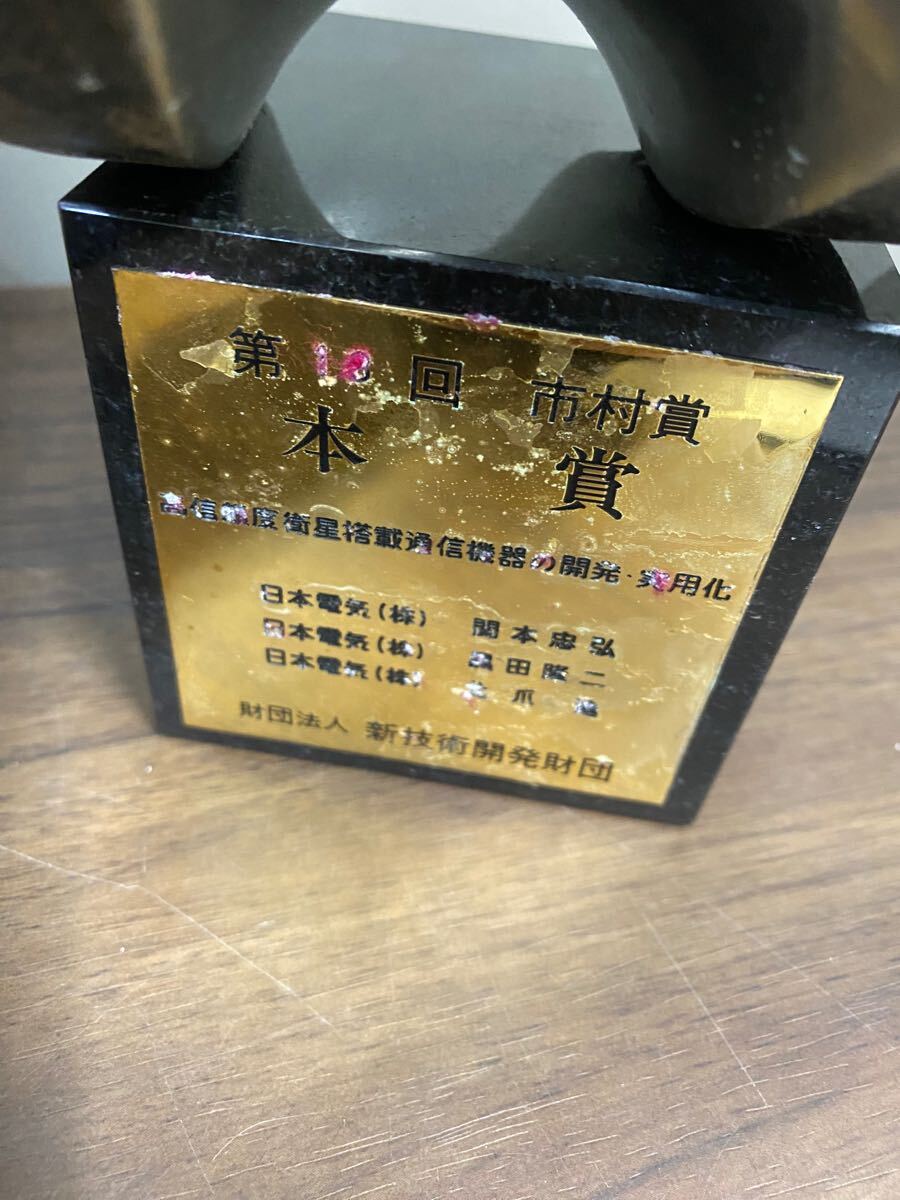 第 回 市村賞
本 賞
高信頼度衛星搭載通信機器の開発・実用化
日本電気(株) 関本忠弘
日本電気(株) 田隆二
日本電気(株) 爪
財団法人 新技術開発財団